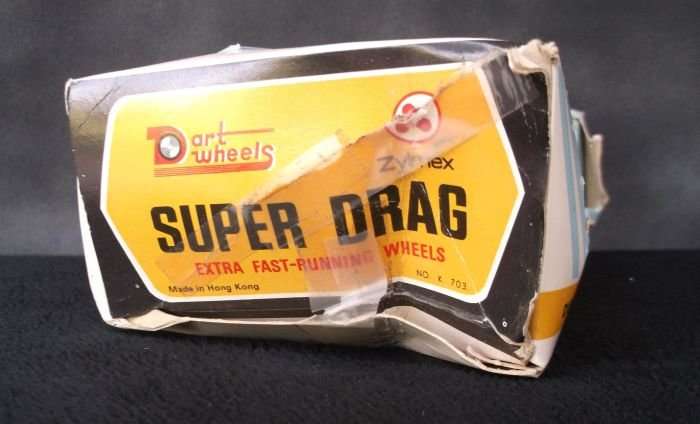 Dart wheels
Zylmex
SUPER DRAG
EXTRA FAST-RUNNING WHEELS
Made in Hong Kong
NO. K 703